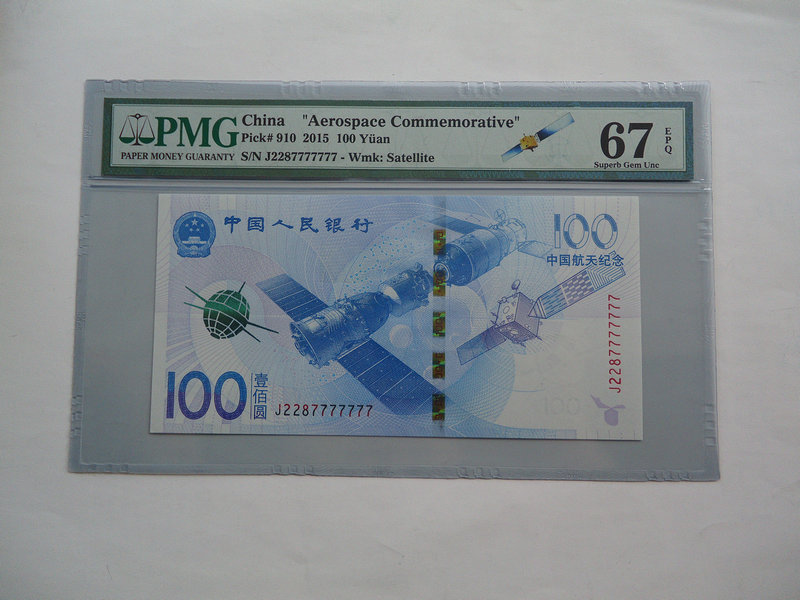 PMG
PAPER MONEY GUARANTY
China "Aerospace Commemorative"
Pick# 910 2015 100 Yüan
S/N J2287777777 - Wmk: Satellite
67
EPQ
Superb Gem Unc
中国人民银行
100
中国航天纪念
J2287777777
100
壹佰圆
J2287777777
100